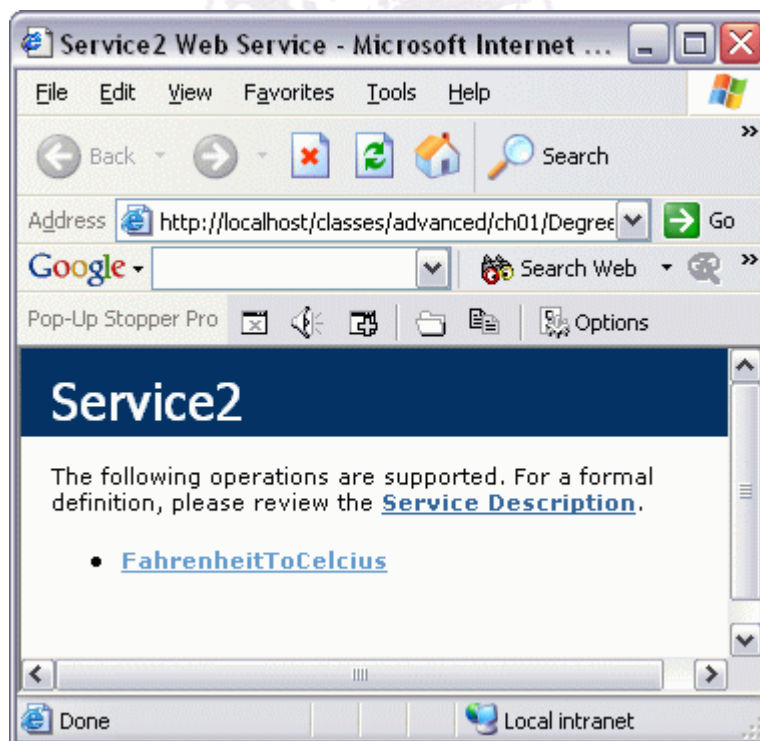 Service2 Web Service - Microsoft Internet ...
File Edit View Favorites Tools Help
Back Search »
Address http://localhost/classes/advanced/ch01/Degree Go
Google Search Web »
Pop-Up Stopper Pro Options
Service2
The following operations are supported. For a formal
definition, please review the Service Description.
• FahrenheitToCelcius
Done Local intranet